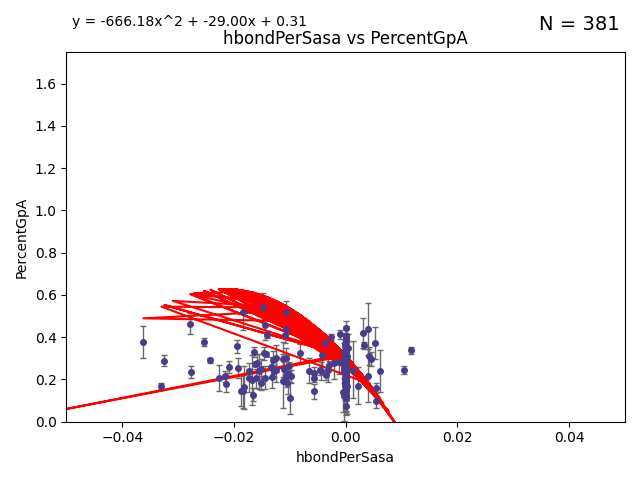 y = -666.18x^2 + -29.00x + 0.31
N = 381
hbondPerSasa vs PercentGpA
1.6
1.4
1.2
1.0
0.8
0.6
0.4
0.2
0.0
PercentGpA
−0.04 −0.02 0.00 0.02 0.04
hbondPerSasa